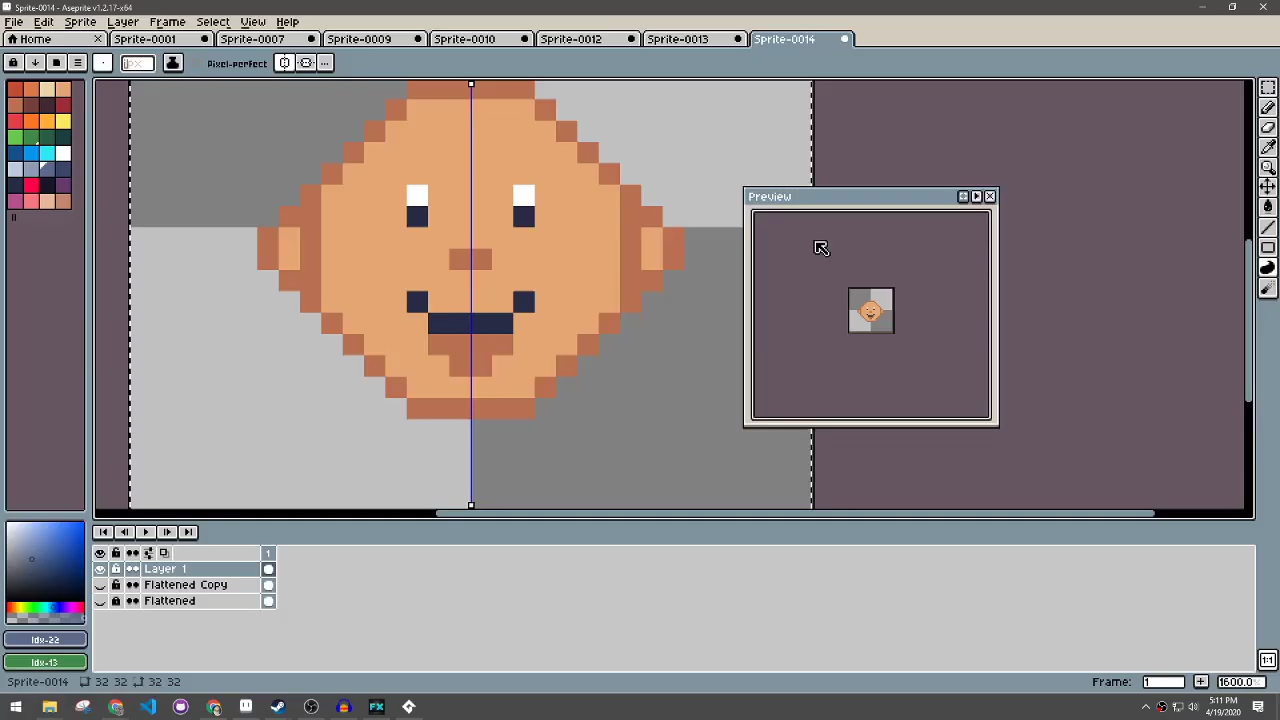 Sprite-0014 - Aseprite v1.2.17-x64
File Edit Sprite Layer Frame Select View Help
Home Sprite-0001 Sprite-0007 Sprite-0009 Sprite-0010 Sprite-0012 Sprite-0013 Sprite-0014
Pixel-perfect
Preview
1
Layer 1
Flattened Copy
Flattened
Idx-22
Idx-13
1:1
Sprite-0014 32 32 32 32 Frame: 1 1600.0%
FX
5:11 PM
4/19/2020